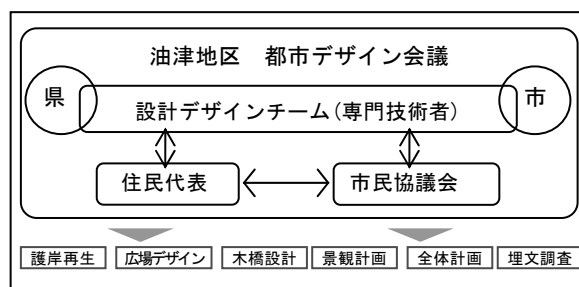 油津地区　都市デザイン会議
県
設計デザインチーム(専門技術者)
市
住民代表
市民協議会
護岸再生
広場デザイン
木橋設計
景観計画
全体計画
埋文調査